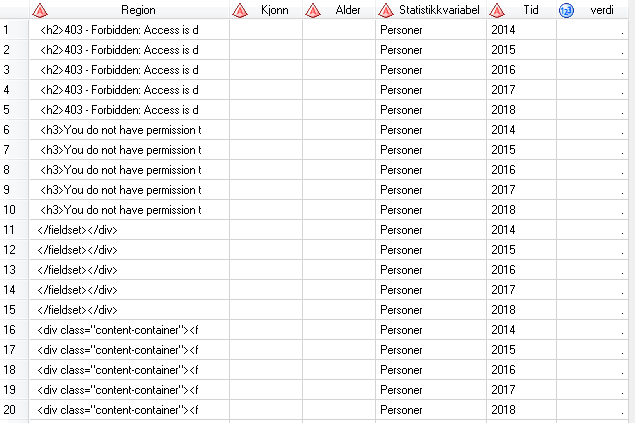 Region Kjonn Alder Statistikkvariabel Tid verdi
1 <h2>403 - Forbidden: Access is d Personer 2014 .
2 <h2>403 - Forbidden: Access is d Personer 2015 .
3 <h2>403 - Forbidden: Access is d Personer 2016 .
4 <h2>403 - Forbidden: Access is d Personer 2017 .
5 <h2>403 - Forbidden: Access is d Personer 2018 .
6 <h3>You do not have permission t Personer 2014 .
7 <h3>You do not have permission t Personer 2015 .
8 <h3>You do not have permission t Personer 2016 .
9 <h3>You do not have permission t Personer 2017 .
10 <h3>You do not have permission t Personer 2018 .
11 </fieldset></div> Personer 2014 .
12 </fieldset></div> Personer 2015 .
13 </fieldset></div> Personer 2016 .
14 </fieldset></div> Personer 2017 .
15 </fieldset></div> Personer 2018 .
16 <div class="content-container"><f Personer 2014 .
17 <div class="content-container"><f Personer 2015 .
18 <div class="content-container"><f Personer 2016 .
19 <div class="content-container"><f Personer 2017 .
20 <div class="content-container"><f Personer 2018 .